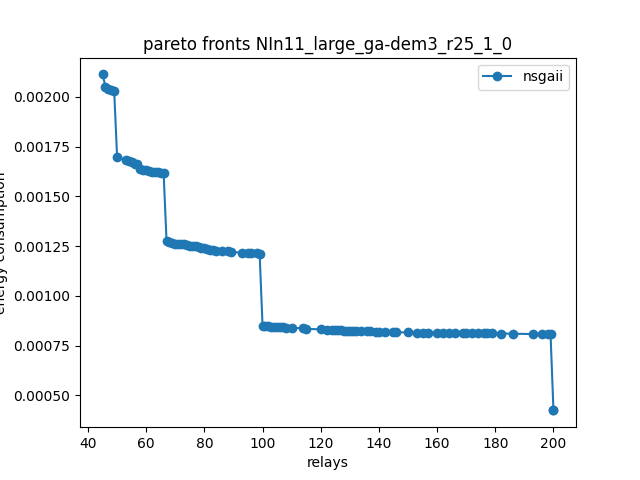 pareto fronts NIn11_large_ga-dem3_r25_1_0
nsgaii
0.00200
0.00175
0.00150
0.00125
0.00100
0.00075
0.00050
energy consumption
40 60 80 100 120 140 160 180 200
relays